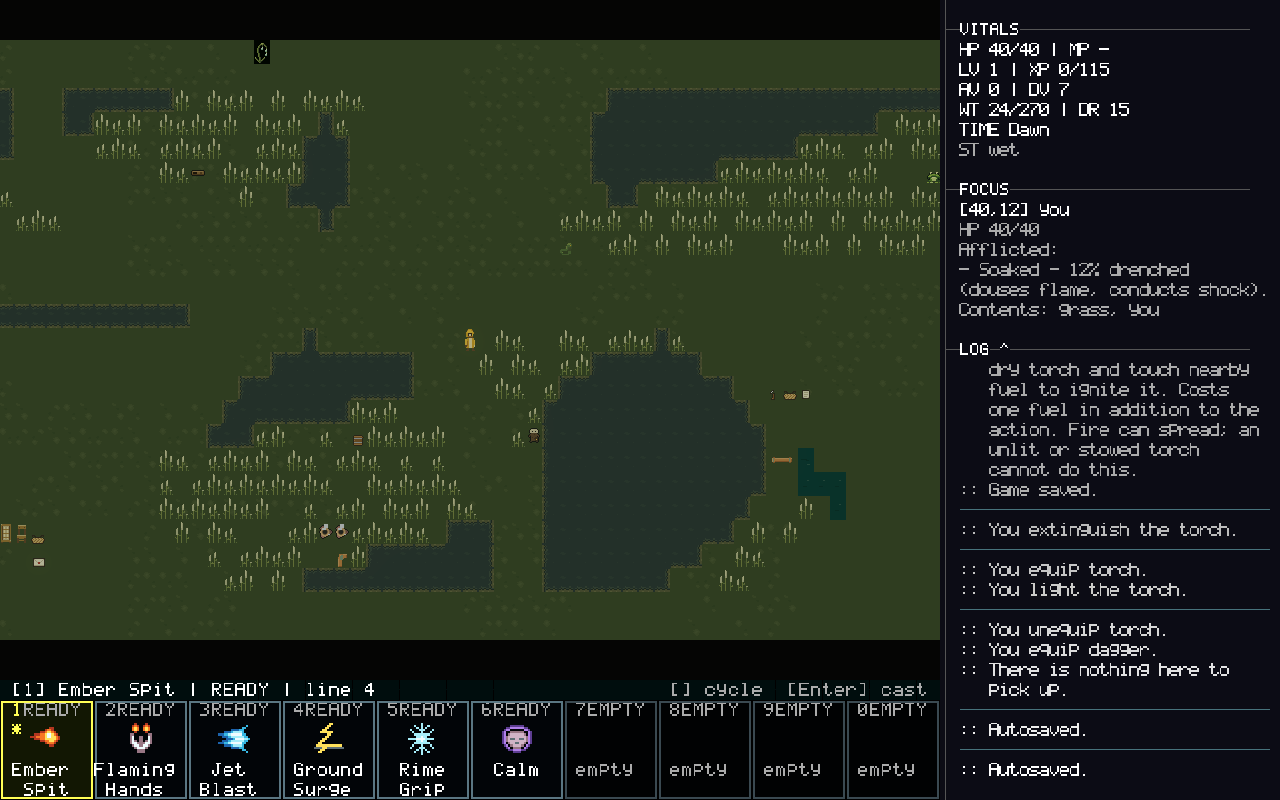 VITALS
HP 40/40 | MP -
LV 1 | XP 0/115
AV 0 | DV 7
WT 24/270 | DR 15
TIME Dawn
ST wet
FOCUS
[40,12] You
HP 40/40
Afflicted:
- Soaked - 12% drenched
(douses flame, conducts shock).
Contents: grass, You
LOG ^
dry torch and touch nearby
fuel to ignite it. Costs
one fuel in addition to the
action. Fire can spread; an
unlit or stowed torch
cannot do this.
:: Game saved.
:: You extinguish the torch.
:: You equip torch.
:: You light the torch.
:: You unequip torch.
:: You equip dagger.
:: There is nothing here to
pick up.
:: Autosaved.
:: Autosaved.
[1] Ember Spit | READY | line 4
[] cycle [Enter] cast
1READY 2READY 3READY 4READY 5READY 6READY 7EMPTY 8EMPTY 9EMPTY 0EMPTY
*
Ember Flaming Jet Ground Rime Calm empty empty empty empty
Spit Hands Blast Surge Grip